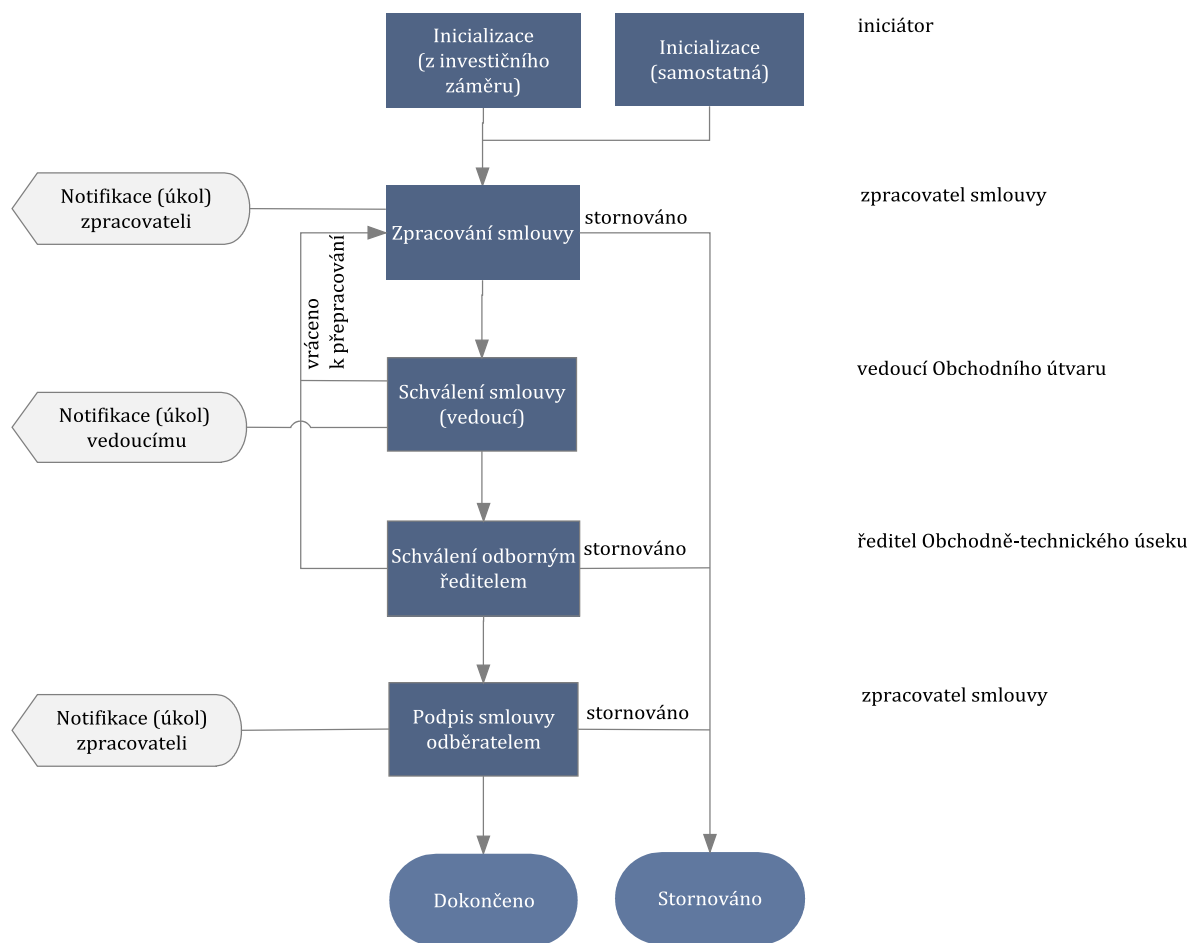 Inicializace
(z investičního
záměru)
Inicializace
(samostatná)
iniciátor
Notifikace (úkol)
zpracovateli
Zpracování smlouvy
stornováno
zpracovatel smlouvy
vráceno
k přepracování
Schválení smlouvy
(vedoucí)
vedoucí Obchodního útvaru
Notifikace (úkol)
vedoucímu
Schválení odborným
ředitelem
stornováno
ředitel Obchodně-technického úseku
Notifikace (úkol)
zpracovateli
Podpis smlouvy
odběratelem
stornováno
zpracovatel smlouvy
Dokončeno
Stornováno